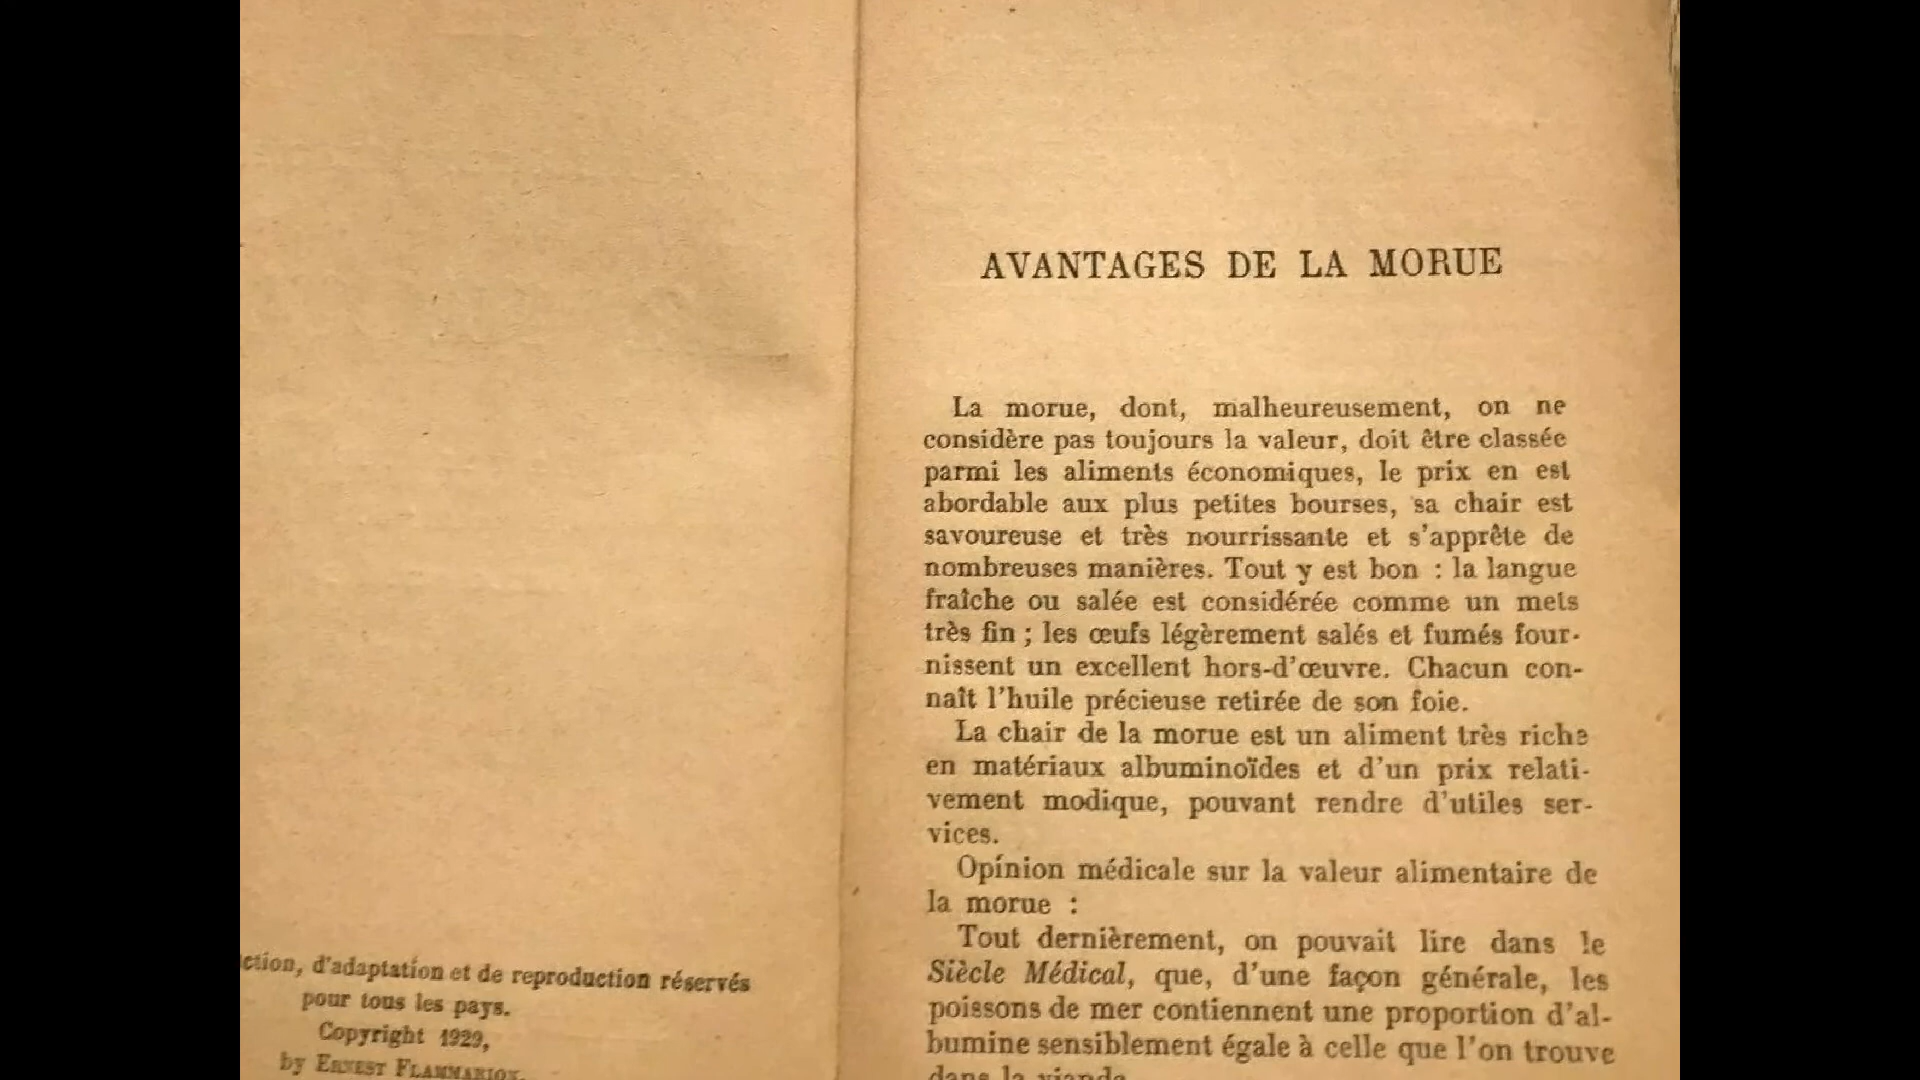 ction, d'adaptation et de reproduction réservés
pour tous les pays.
Copyright 1929,
by ERNEST FLAMMARION.
AVANTAGES DE LA MORUE
La morue, dont, malheureusement, on ne
considère pas toujours la valeur, doit être classée
parmi les aliments économiques, le prix en est
abordable aux plus petites bourses, sa chair est
savoureuse et très nourrissante et s'apprête de
nombreuses manières. Tout y est bon : la langue
fraîche ou salée est considérée comme un mets
très fin ; les œufs légèrement salés et fumés four-
nissent un excellent hors-d'œuvre. Chacun con-
naît l'huile précieuse retirée de son foie.
La chair de la morue est un aliment très riche
en matériaux albuminoïdes et d'un prix relati-
vement modique, pouvant rendre d'utiles ser-
vices.
Opinion médicale sur la valeur alimentaire de
la morue :
Tout dernièrement, on pouvait lire dans le
Siècle Médical, que, d'une façon générale, les
poissons de mer contiennent une proportion d'al-
bumine sensiblement égale à celle que l'on trouve
dans la viande